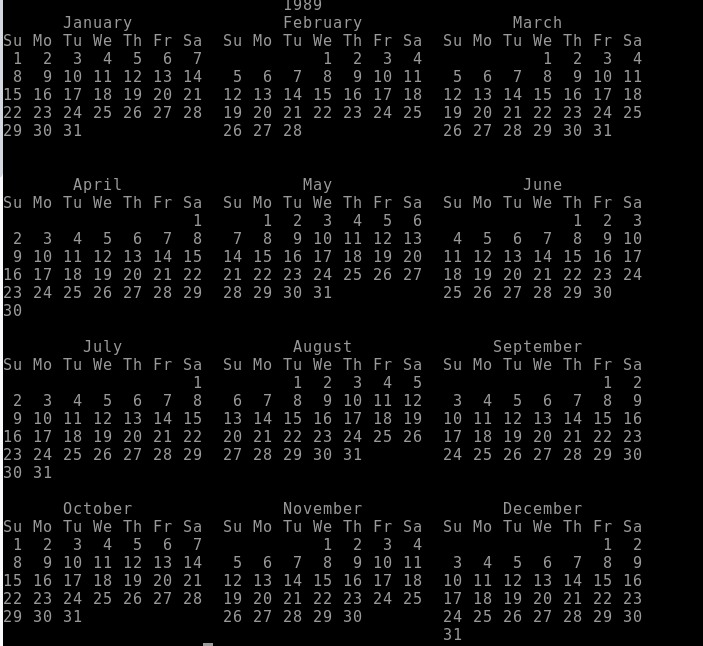 1989
      January               February               March
Su Mo Tu We Th Fr Sa  Su Mo Tu We Th Fr Sa  Su Mo Tu We Th Fr Sa
 1  2  3  4  5  6  7            1  2  3  4            1  2  3  4
 8  9 10 11 12 13 14   5  6  7  8  9 10 11   5  6  7  8  9 10 11
15 16 17 18 19 20 21  12 13 14 15 16 17 18  12 13 14 15 16 17 18
22 23 24 25 26 27 28  19 20 21 22 23 24 25  19 20 21 22 23 24 25
29 30 31              26 27 28              26 27 28 29 30 31

       April                  May                   June
Su Mo Tu We Th Fr Sa  Su Mo Tu We Th Fr Sa  Su Mo Tu We Th Fr Sa
                   1      1  2  3  4  5  6               1  2  3
 2  3  4  5  6  7  8   7  8  9 10 11 12 13   4  5  6  7  8  9 10
 9 10 11 12 13 14 15  14 15 16 17 18 19 20  11 12 13 14 15 16 17
16 17 18 19 20 21 22  21 22 23 24 25 26 27  18 19 20 21 22 23 24
23 24 25 26 27 28 29  28 29 30 31           25 26 27 28 29 30
30

        July                 August              September
Su Mo Tu We Th Fr Sa  Su Mo Tu We Th Fr Sa  Su Mo Tu We Th Fr Sa
                   1         1  2  3  4  5                  1  2
 2  3  4  5  6  7  8   6  7  8  9 10 11 12   3  4  5  6  7  8  9
 9 10 11 12 13 14 15  13 14 15 16 17 18 19  10 11 12 13 14 15 16
16 17 18 19 20 21 22  20 21 22 23 24 25 26  17 18 19 20 21 22 23
23 24 25 26 27 28 29  27 28 29 30 31        24 25 26 27 28 29 30
30 31

      October               November              December
Su Mo Tu We Th Fr Sa  Su Mo Tu We Th Fr Sa  Su Mo Tu We Th Fr Sa
 1  2  3  4  5  6  7            1  2  3  4                  1  2
 8  9 10 11 12 13 14   5  6  7  8  9 10 11   3  4  5  6  7  8  9
15 16 17 18 19 20 21  12 13 14 15 16 17 18  10 11 12 13 14 15 16
22 23 24 25 26 27 28  19 20 21 22 23 24 25  17 18 19 20 21 22 23
29 30 31              26 27 28 29 30        24 25 26 27 28 29 30
                                            31